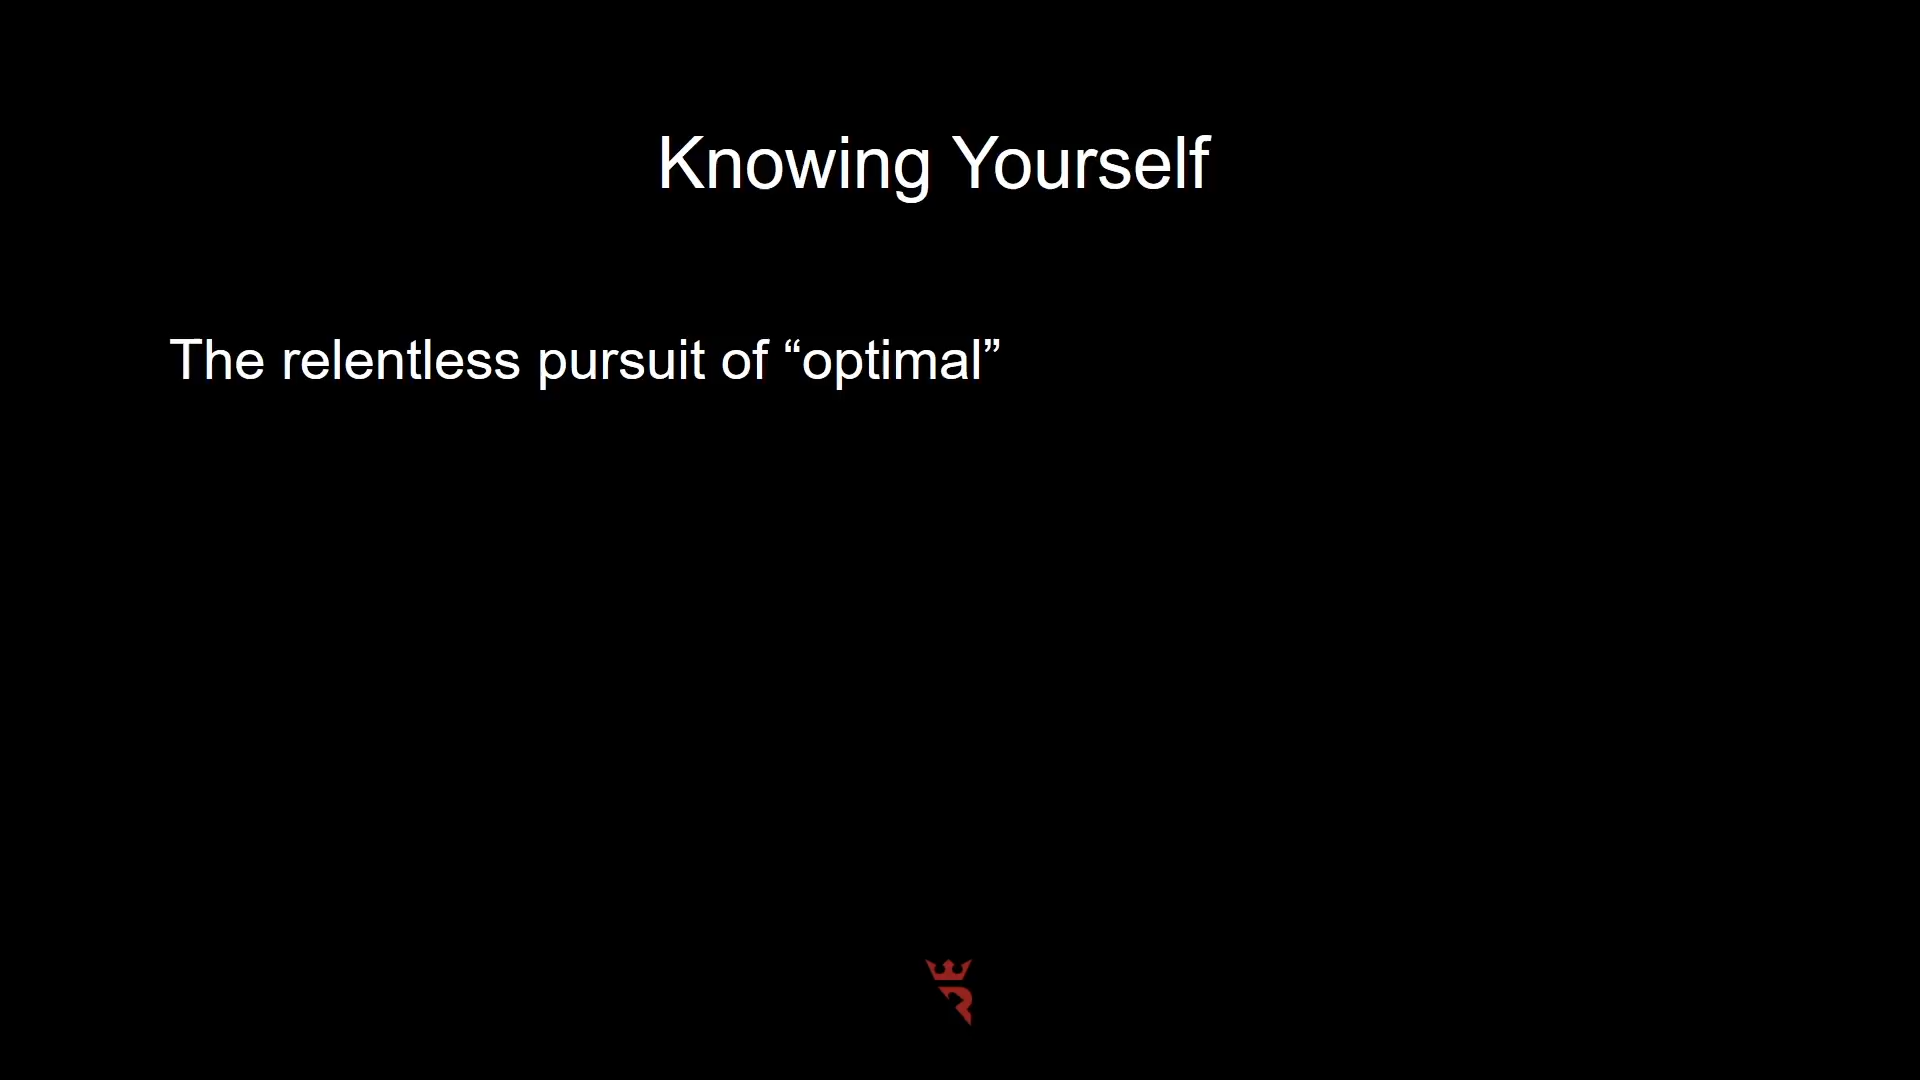 Knowing Yourself
The relentless pursuit of “optimal”